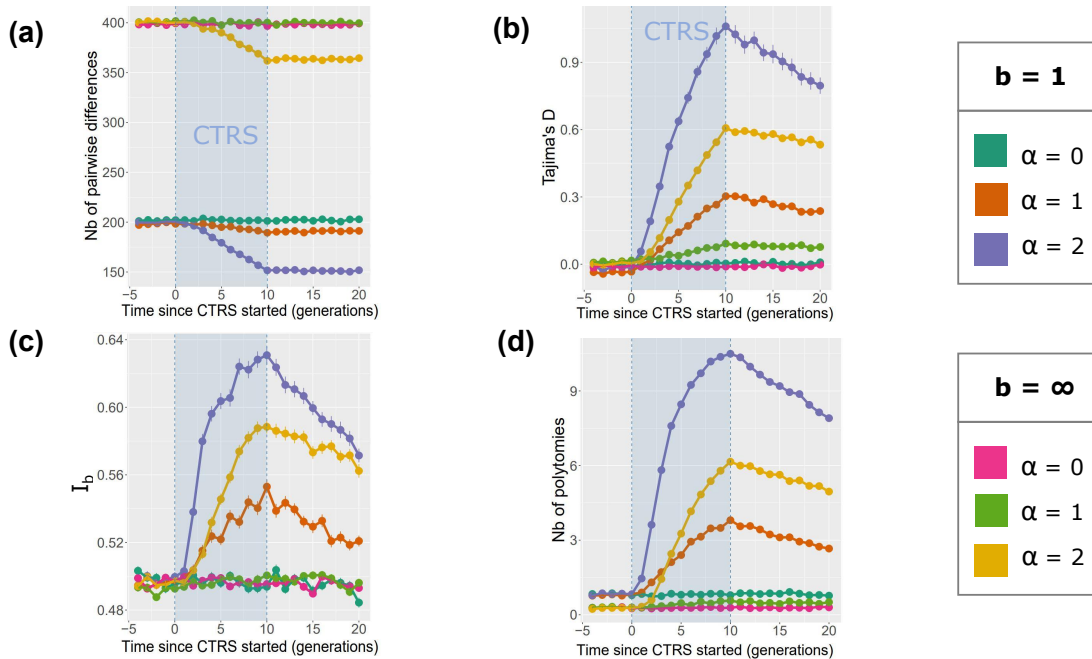 (a)
Nb of pairwise differences
400
350
300
250
200
150
CTRS
−5 0 5 10 15 20
Time since CTRS started (generations)
(b)
Tajima's D
0.9
0.6
0.3
0.0
CTRS
−5 0 5 10 15 20
Time since CTRS started (generations)
b = 1
α = 0
α = 1
α = 2
(c)
I_b
0.64
0.60
0.56
0.52
0.48
−5 0 5 10 15 20
Time since CTRS started (generations)
(d)
Nb of polytomies
9
6
3
0
−5 0 5 10 15 20
Time since CTRS started (generations)
b = ∞
α = 0
α = 1
α = 2